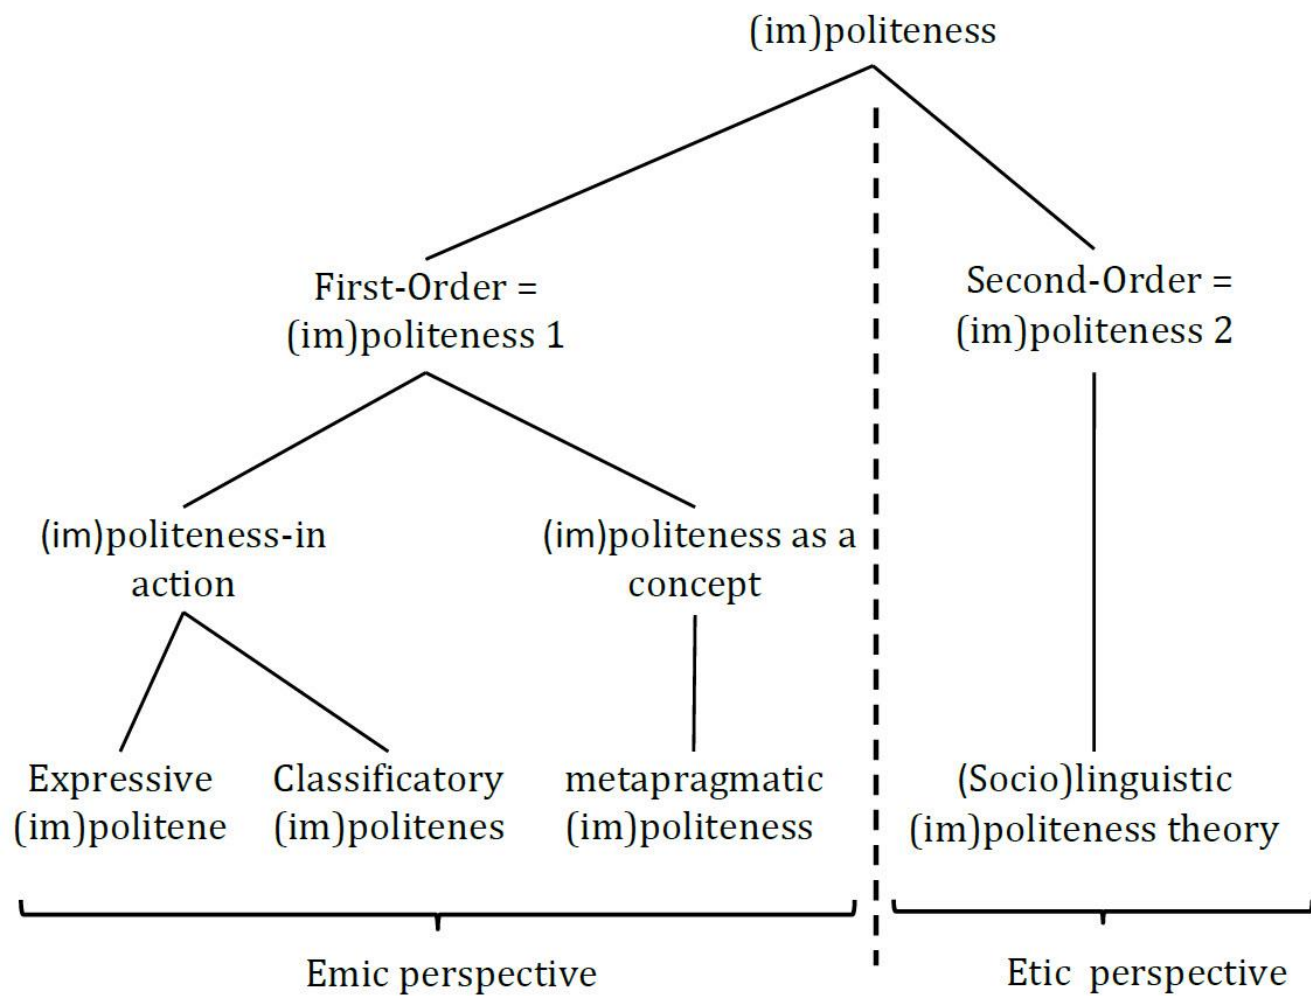 (im)politeness
First-Order =
(im)politeness 1
Second-Order =
(im)politeness 2
(im)politeness-in
action
(im)politeness as a
concept
Expressive
(im)politene
Classificatory
(im)politenes
metapragmatic
(im)politeness
(Socio)linguistic
(im)politeness theory
Emic perspective
Etic perspective